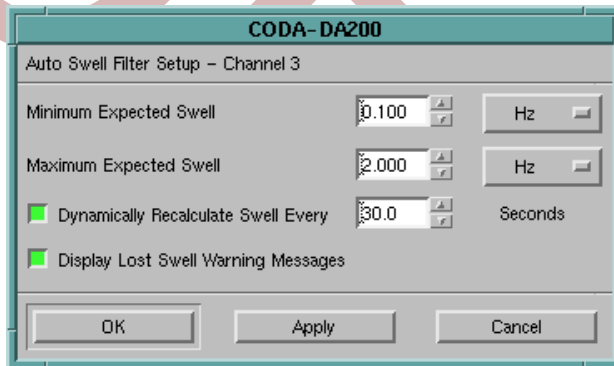 CODA-DA200
Auto Swell Filter Setup - Channel 3
Minimum Expected Swell 0.100 Hz
Maximum Expected Swell 2.000 Hz
Dynamically Recalculate Swell Every 30.0 Seconds
Display Lost Swell Warning Messages
OK Apply Cancel